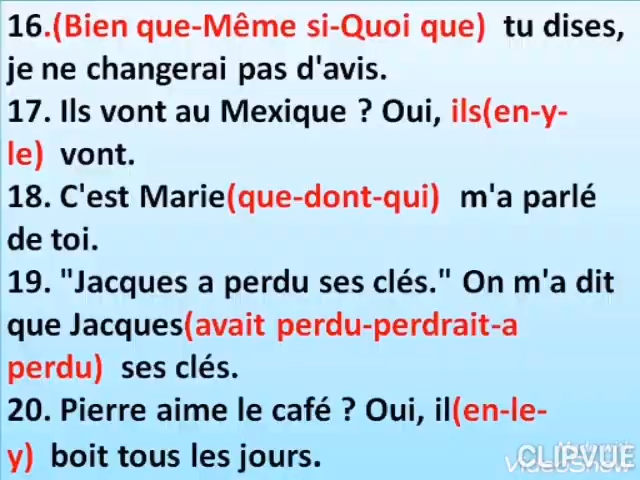 16.(Bien que-Même si-Quoi que) tu dises,
je ne changerai pas d'avis.
17. Ils vont au Mexique ? Oui, ils(en-y-
le) vont.
18. C'est Marie(que-dont-qui) m'a parlé
de toi.
19. "Jacques a perdu ses clés." On m'a dit
que Jacques(avait perdu-perdrait-a
perdu) ses clés.
20. Pierre aime le café ? Oui, il(en-le-
y) boit tous les jours.
CLIPVUE
VideoShow